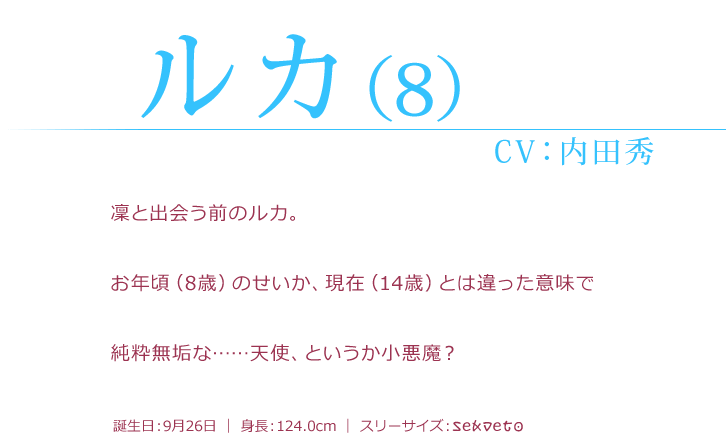 ルカ（8）
CV：内田秀
凜と出会う前のルカ。
お年頃（8歳）のせいか、現在（14歳）とは違った意味で
純粋無垢な……天使、というか小悪魔？
誕生日：9月26日 ｜ 身長：124.0cm ｜ スリーサイズ：sekveto